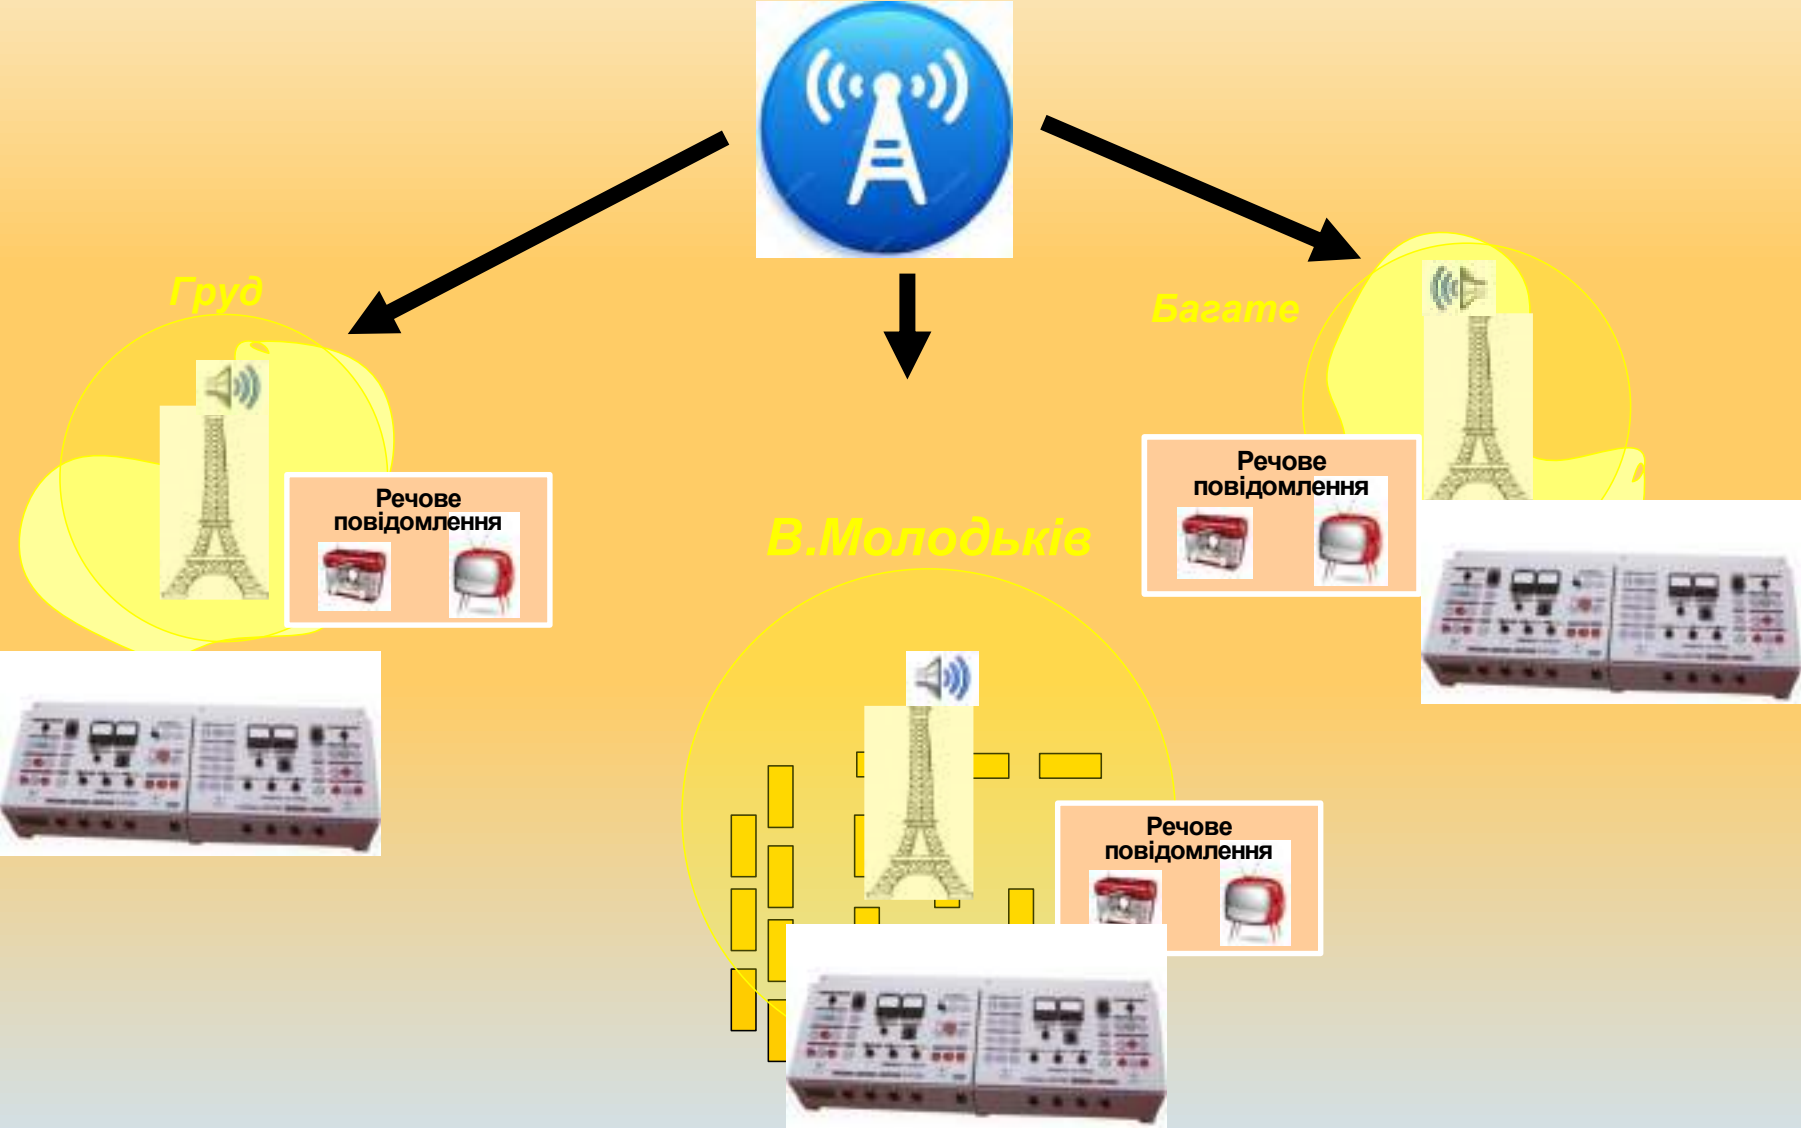 Груд
Багате
Речове
повідомлення
Речове
повідомлення
В.Молодьків
Речове
повідомлення